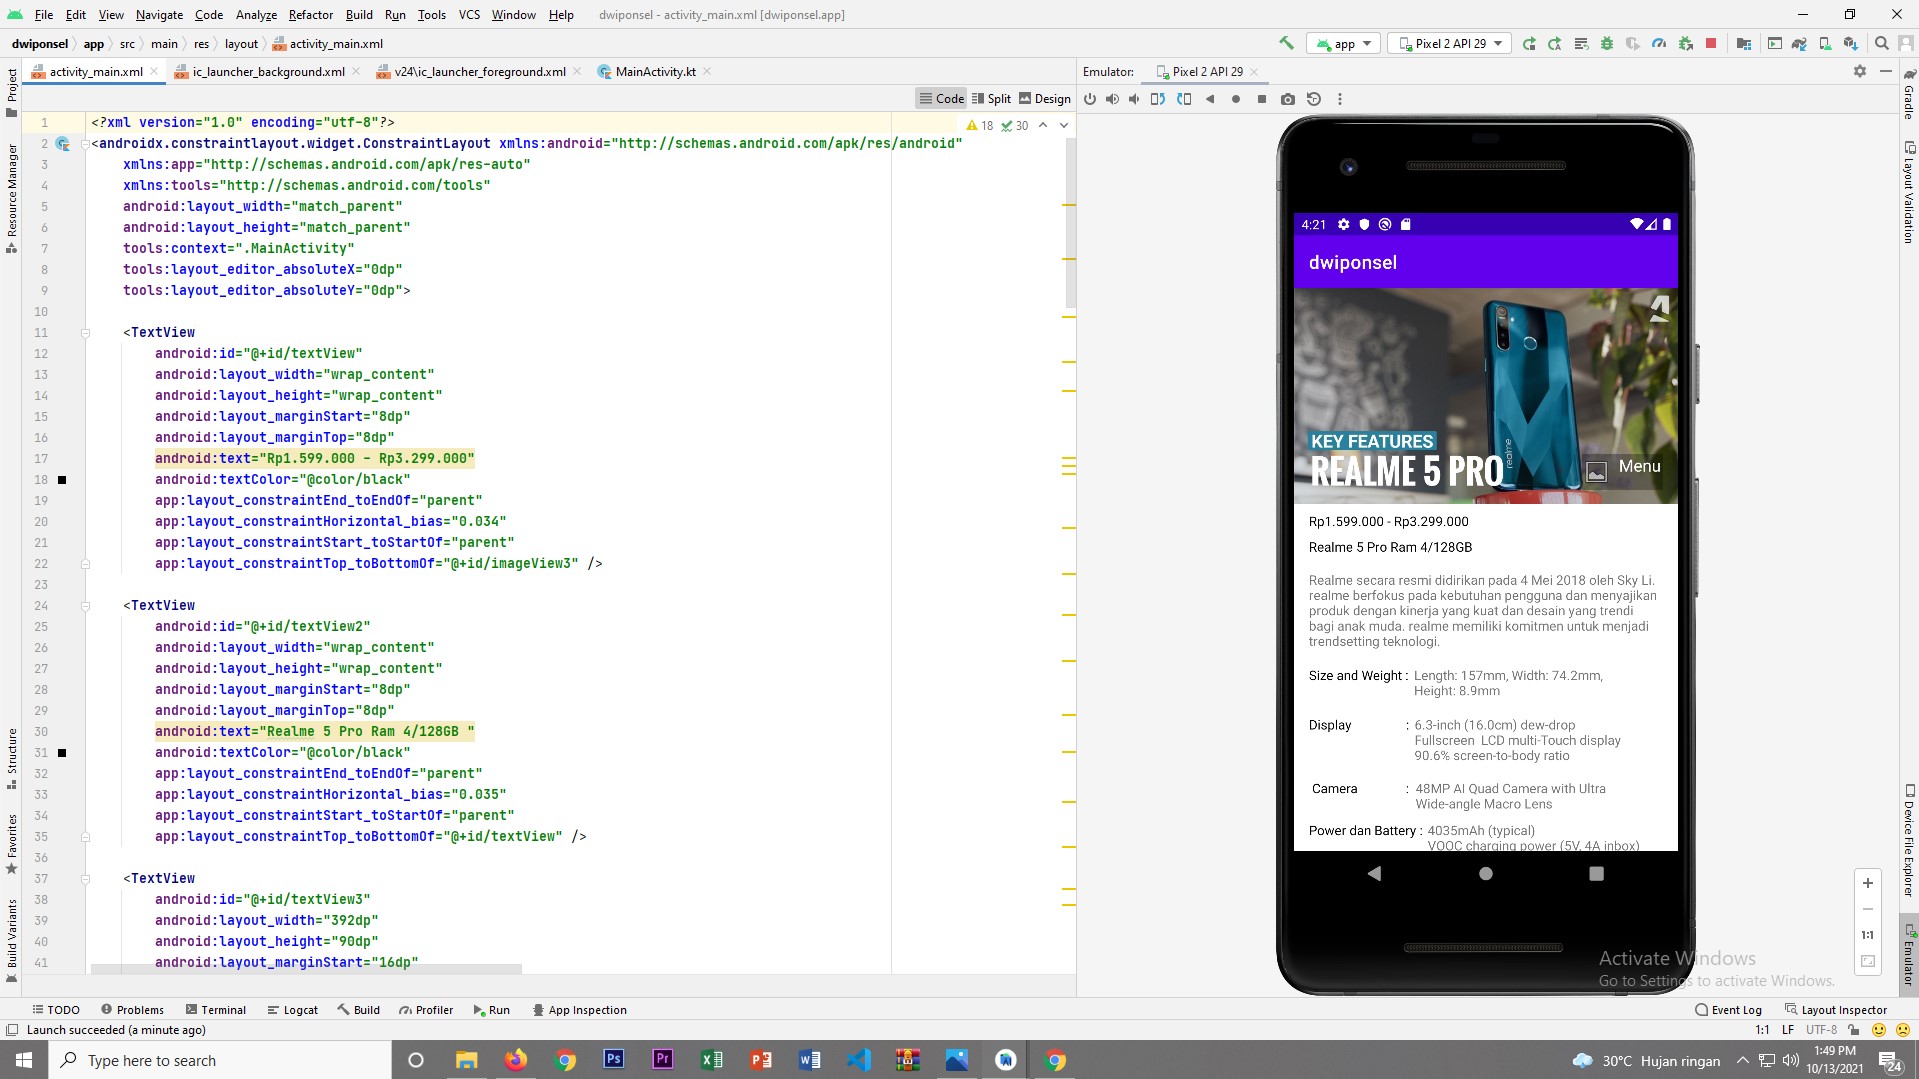 File Edit View Navigate Code Analyze Refactor Build Run Tools VCS Window Help dwiponsel - activity_main.xml [dwiponsel.app]
dwiponsel app src main res layout activity_main.xml
app Pixel 2 API 29
activity_main.xml ic_launcher_background.xml v24\ic_launcher_foreground.xml MainActivity.kt
Emulator: Pixel 2 API 29
Code Split Design
18 30
Project
Resource Manager
Structure
Favorites
Build Variants
1 <?xml version="1.0" encoding="utf-8"?>
2 <androidx.constraintlayout.widget.ConstraintLayout xmlns:android="http://schemas.android.com/apk/res/android"
3 xmlns:app="http://schemas.android.com/apk/res-auto"
4 xmlns:tools="http://schemas.android.com/tools"
5 android:layout_width="match_parent"
6 android:layout_height="match_parent"
7 tools:context=".MainActivity"
8 tools:layout_editor_absoluteX="0dp"
9 tools:layout_editor_absoluteY="0dp">
10
11 <TextView
12 android:id="@+id/textView"
13 android:layout_width="wrap_content"
14 android:layout_height="wrap_content"
15 android:layout_marginStart="8dp"
16 android:layout_marginTop="8dp"
17 android:text="Rp1.599.000 - Rp3.299.000"
18 android:textColor="@color/black"
19 app:layout_constraintEnd_toEndOf="parent"
20 app:layout_constraintHorizontal_bias="0.034"
21 app:layout_constraintStart_toStartOf="parent"
22 app:layout_constraintTop_toBottomOf="@+id/imageView3" />
23
24 <TextView
25 android:id="@+id/textView2"
26 android:layout_width="wrap_content"
27 android:layout_height="wrap_content"
28 android:layout_marginStart="8dp"
29 android:layout_marginTop="8dp"
30 android:text="Realme 5 Pro Ram 4/128GB "
31 android:textColor="@color/black"
32 app:layout_constraintEnd_toEndOf="parent"
33 app:layout_constraintHorizontal_bias="0.035"
34 app:layout_constraintStart_toStartOf="parent"
35 app:layout_constraintTop_toBottomOf="@+id/textView" />
36
37 <TextView
38 android:id="@+id/textView3"
39 android:layout_width="392dp"
40 android:layout_height="90dp"
41 android:layout_marginStart="16dp"
4:21
dwiponsel
realme
KEY FEATURES
REALME 5 PRO
Menu
Rp1.599.000 - Rp3.299.000
Realme 5 Pro Ram 4/128GB
Realme secara resmi didirikan pada 4 Mei 2018 oleh Sky Li.
realme berfokus pada kebutuhan pengguna dan menyajikan
produk dengan kinerja yang kuat dan desain yang trendi
bagi anak muda. realme memiliki komitmen untuk menjadi
trendsetting teknologi.
Size and Weight : Length: 157mm, Width: 74.2mm,
Height: 8.9mm
Display : 6.3-inch (16.0cm) dew-drop
Fullscreen LCD multi-Touch display
90.6% screen-to-body ratio
Camera : 48MP AI Quad Camera with Ultra
Wide-angle Macro Lens
Power dan Battery : 4035mAh (typical)
VOOC charging power (5V, 4A inbox)
Gradle
Layout Validation
Device File Explorer
Emulator
1:1
Activate Windows
Go to Settings to activate Windows.
TODO Problems Terminal Logcat Build Profiler Run App Inspection Event Log Layout Inspector
Launch succeeded (a minute ago) 1:1 LF UTF-8
Type here to search
Ps Pr
30°C Hujan ringan
1:49 PM
10/13/2021
24